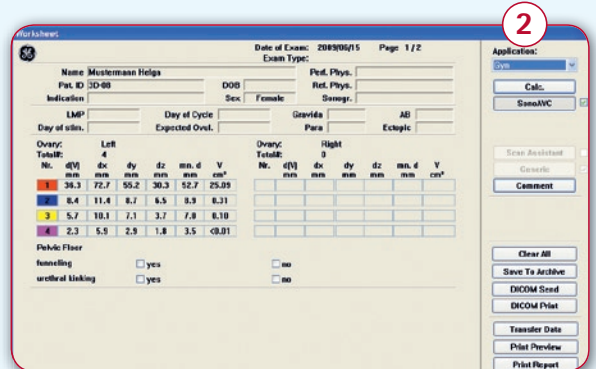 2
Worksheet
Date of Exam: 2009/06/15 Page 1/2
Exam Type:
Application:
Gyn
Name Mustermann Helga Perf. Phys.
Pat. ID 3D-08 DOB Ref. Phys.
Indication Sex Female Sonogr.
LMP Day of Cycle Gravida AB
Day of stim. Expected Ovul. Para Ectopic
Calc.
SonoAVC
Scan Assistant
Generic
Comment
Ovary: Left Ovary: Right
Total#: 4 Total#: 0
Nr. d(V) dx dy dz mn. d V Nr. d(V) dx dy dz mn. d V
mm mm mm mm mm cm³ mm mm mm mm mm cm³
1 36.3 72.7 55.2 30.3 52.7 25.09
2 8.4 11.4 8.7 6.5 8.9 0.31
3 5.7 10.1 7.1 3.7 7.0 0.10
4 2.3 5.9 2.9 1.8 3.5 <0.01
Pelvic Floor
funneling yes no
urethral kinking yes no
Clear All
Save To Archive
DICOM Send
DICOM Print
Transfer Data
Print Preview
Print Report